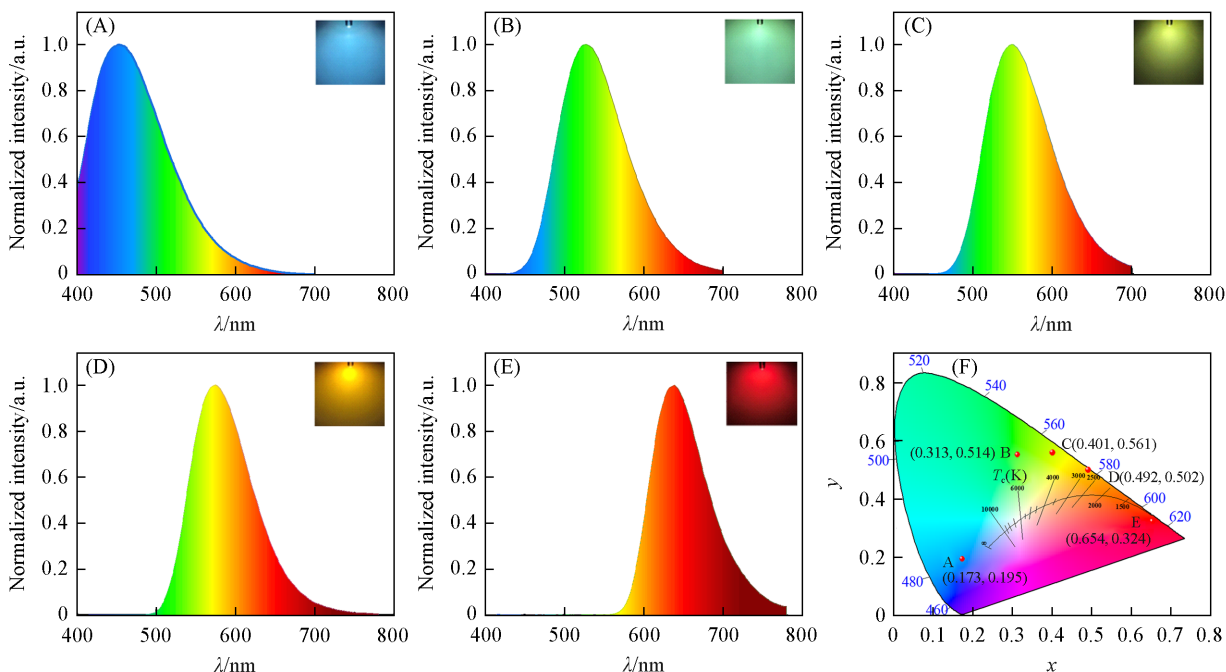 (A)
Normalized intensity/a.u.
1.0
0.8
0.6
0.4
0.2
0
400 500 600 700 800
λ/nm
(B)
Normalized intensity/a.u.
1.0
0.8
0.6
0.4
0.2
0
400 500 600 700 800
λ/nm
(C)
Normalized intensity/a.u.
1.0
0.8
0.6
0.4
0.2
0
400 500 600 700 800
λ/nm
(D)
Normalized intensity/a.u.
1.0
0.8
0.6
0.4
0.2
0
400 500 600 700 800
λ/nm
(E)
Normalized intensity/a.u.
1.0
0.8
0.6
0.4
0.2
0
400 500 600 700 800
λ/nm
(F)
y
0.8
0.6
0.4
0.2
0
520
540
560
C(0.401, 0.561)
(0.313, 0.514) B
500
580
Tc(K)
6000 4000 3000 2500
D(0.492, 0.502)
10000
2000 1500
600
E
620
(0.654, 0.324)
A
(0.173, 0.195)
480
460
0 0.1 0.2 0.3 0.4 0.5 0.6 0.7 0.8
x